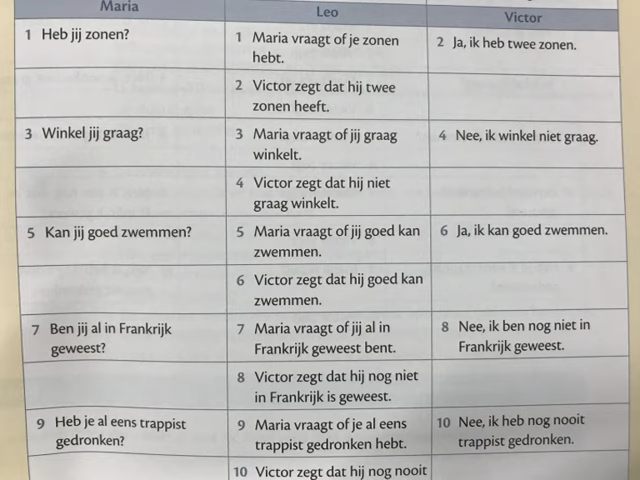 Maria
Leo
Victor
1 Heb jij zonen?
1 Maria vraagt of je zonen
hebt.
2 Ja, ik heb twee zonen.
2 Victor zegt dat hij twee
zonen heeft.
3 Winkel jij graag?
3 Maria vraagt of jij graag
winkelt.
4 Nee, ik winkel niet graag.
4 Victor zegt dat hij niet
graag winkelt.
5 Kan jij goed zwemmen?
5 Maria vraagt of jij goed kan
zwemmen.
6 Ja, ik kan goed zwemmen.
6 Victor zegt dat hij goed kan
zwemmen.
7 Ben jij al in Frankrijk
geweest?
7 Maria vraagt of jij al in
Frankrijk geweest bent.
8 Nee, ik ben nog niet in
Frankrijk geweest.
8 Victor zegt dat hij nog niet
in Frankrijk is geweest.
9 Heb je al eens trappist
gedronken?
9 Maria vraagt of je al eens
trappist gedronken hebt.
10 Nee, ik heb nog nooit
trappist gedronken.
10 Victor zegt dat hij nog nooit